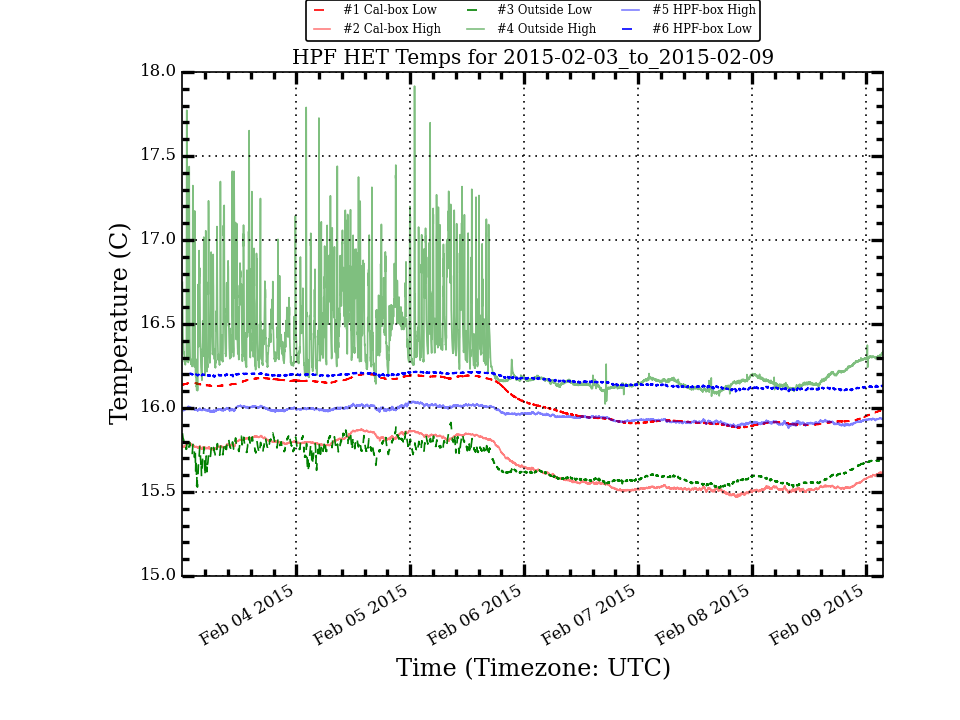 #1 Cal-box Low #3 Outside Low #5 HPF-box High
#2 Cal-box High #4 Outside High #6 HPF-box Low
HPF HET Temps for 2015-02-03_to_2015-02-09
18.0
17.5
17.0
16.5
16.0
15.5
15.0
Temperature (C)
Feb 04 2015 Feb 05 2015 Feb 06 2015 Feb 07 2015 Feb 08 2015 Feb 09 2015
Time (Timezone: UTC)